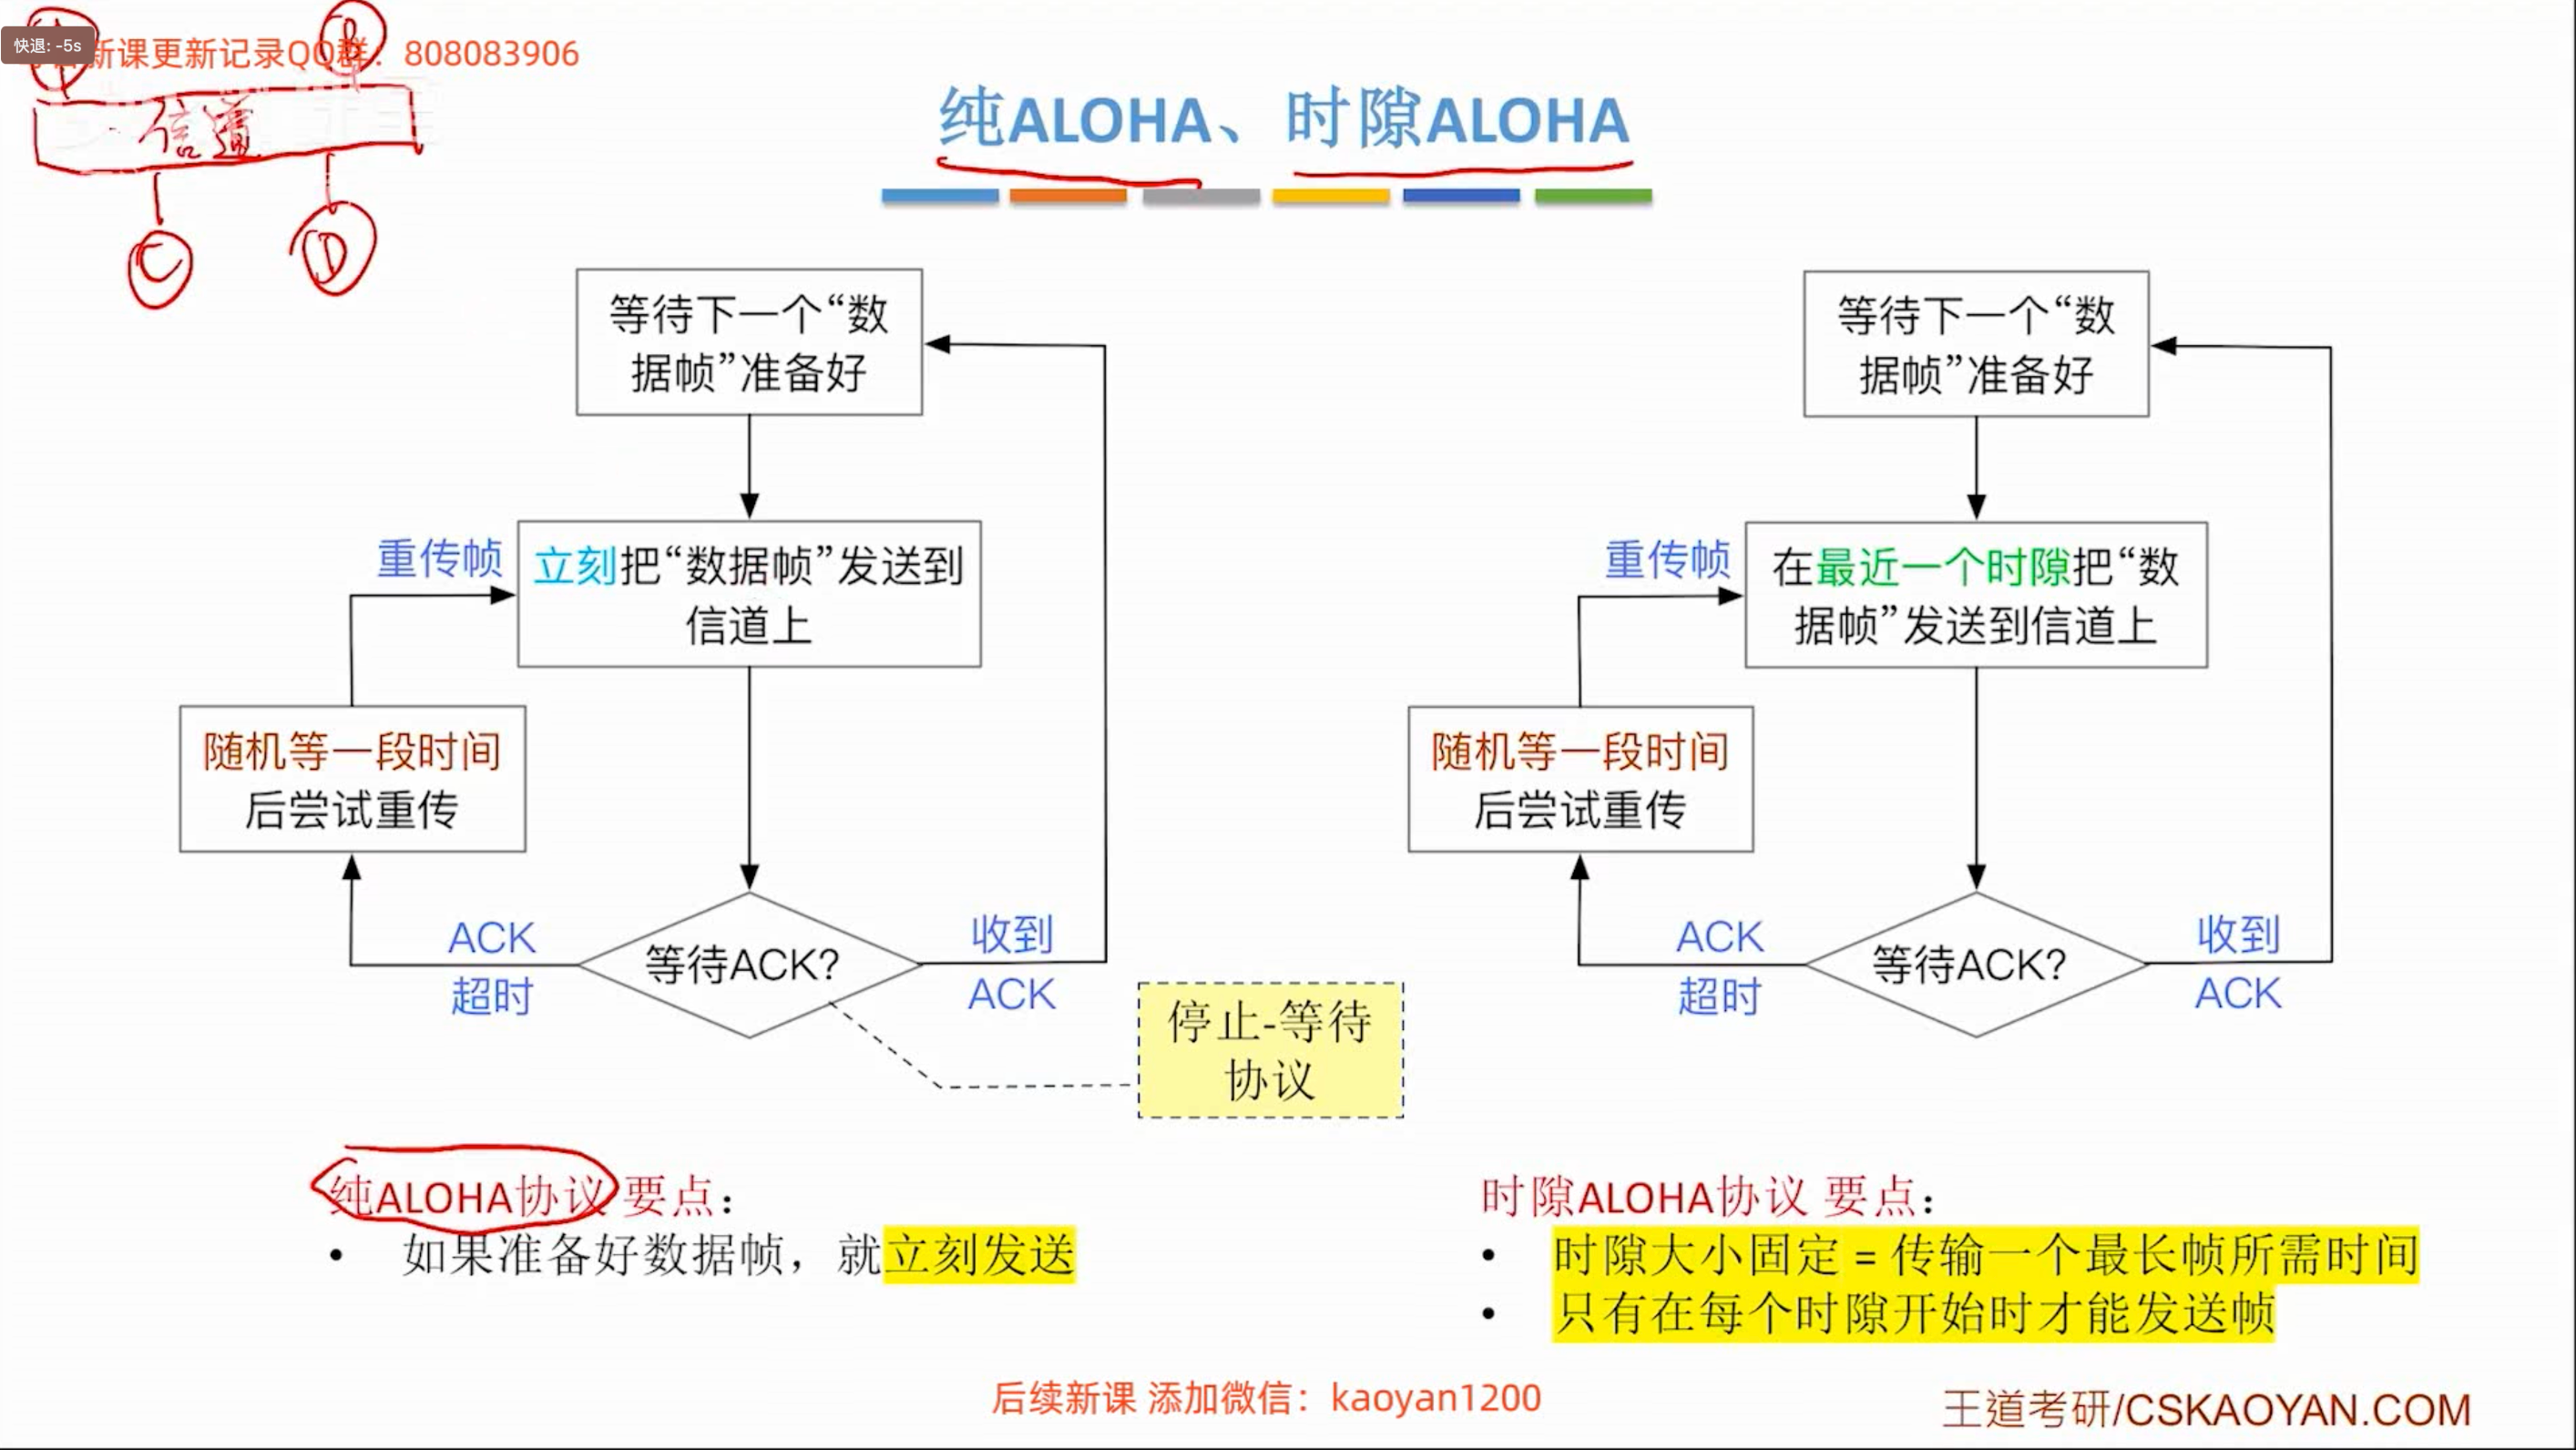 快退: -5s
新课更新记录QQ群：808083906
信道
C
D
纯ALOHA、时隙ALOHA
等待下一个“数
据帧”准备好
重传帧
立刻把“数据帧”发送到
信道上
随机等一段时间
后尝试重传
ACK
超时
等待ACK?
收到
ACK
停止-等待
协议
等待下一个“数
据帧”准备好
重传帧
在最近一个时隙把“数
据帧”发送到信道上
随机等一段时间
后尝试重传
ACK
超时
等待ACK?
收到
ACK
纯ALOHA协议 要点：
• 如果准备好数据帧，就立刻发送
时隙ALOHA协议 要点：
• 时隙大小固定 = 传输一个最长帧所需时间
• 只有在每个时隙开始时才能发送帧
后续新课 添加微信：kaoyan1200
王道考研/CSKAOYAN.COM